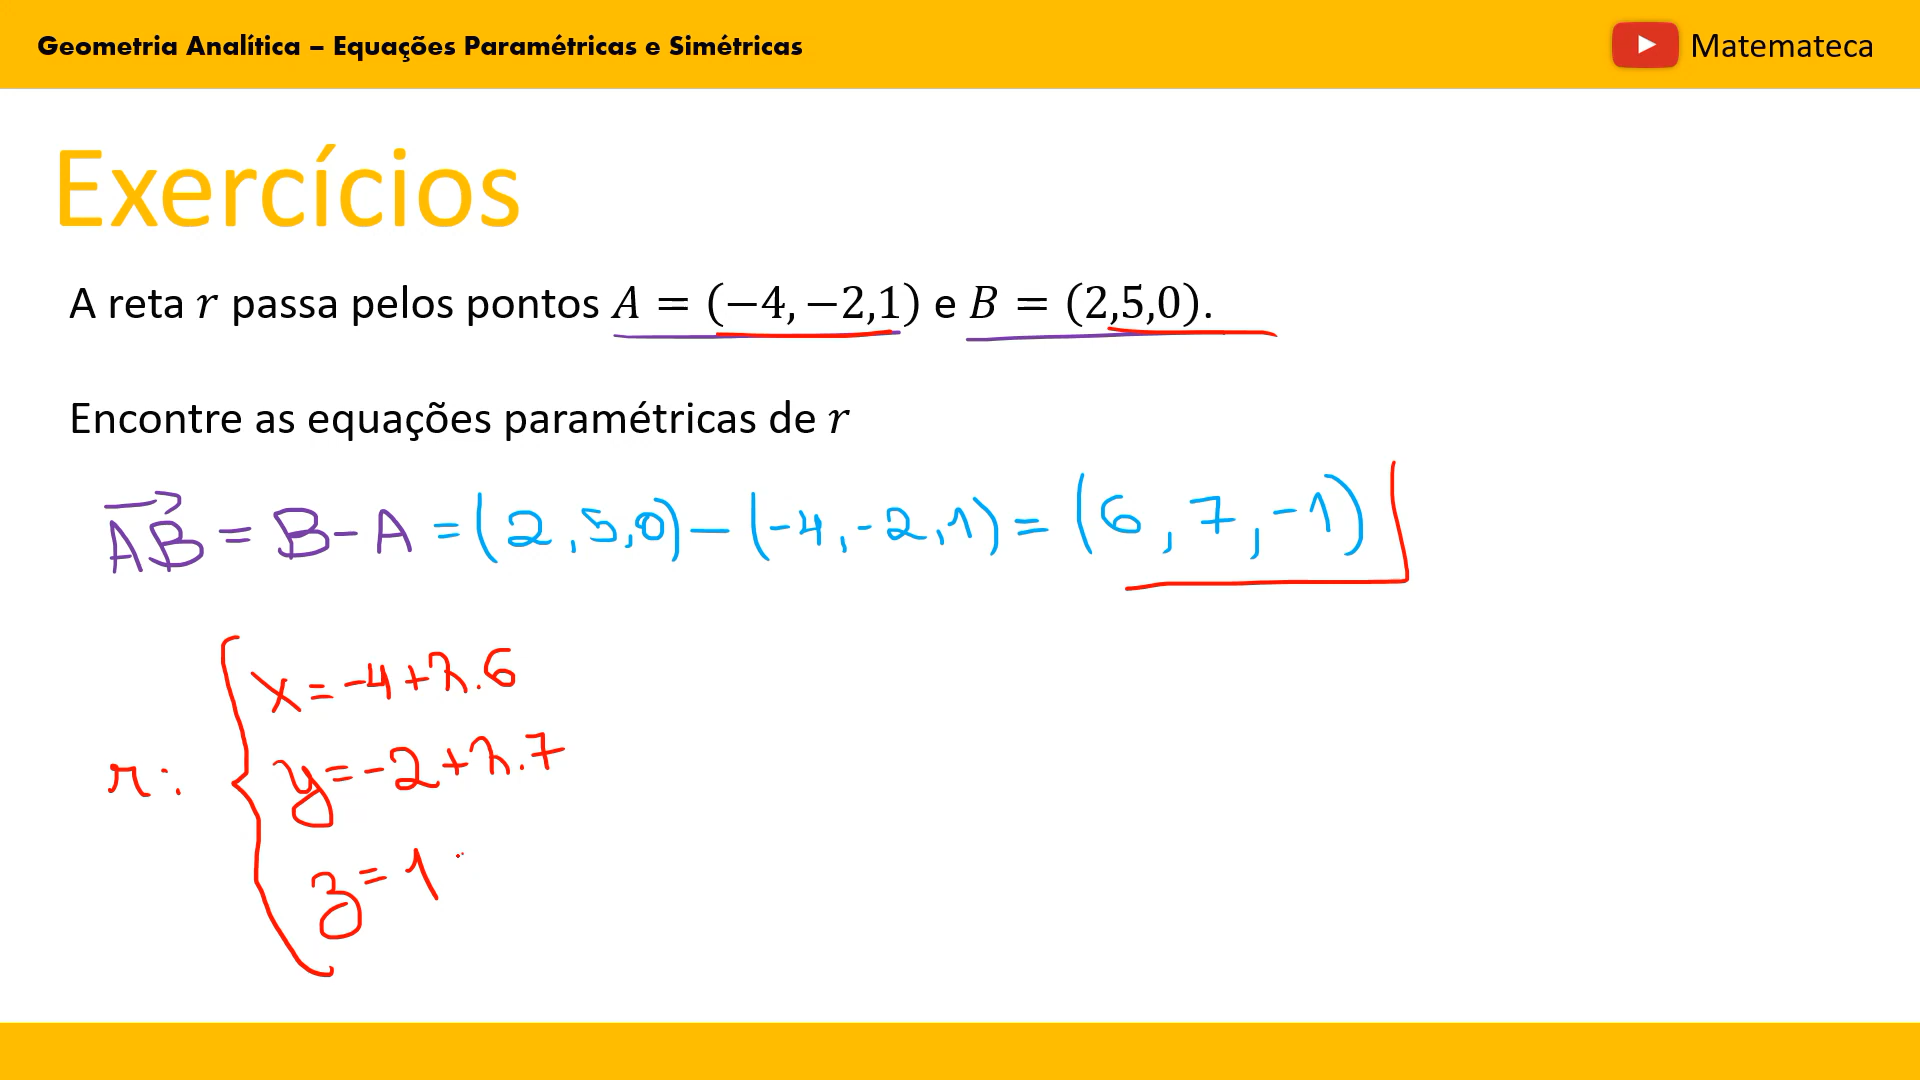 Geometria Analítica – Equações Paramétricas e Simétricas
Matemateca
Exercícios
A reta r passa pelos pontos A = (−4, −2,1) e B = (2,5,0).
Encontre as equações paramétricas de r
AB = B - A = (2, 5, 0) - (-4, -2, 1) = (6, 7, -1)
x = -4 + λ.6
r: y = -2 + λ.7
z = 1